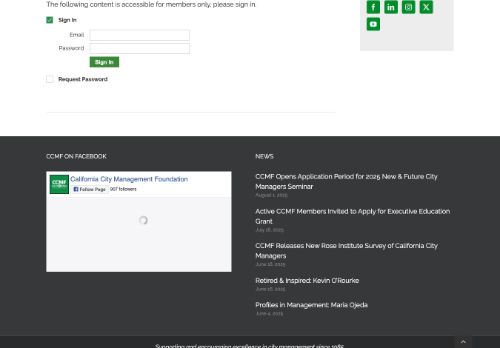 The following content is accessible for members only, please sign in.
Sign in
Email
Password
Sign In
Request Password
CCMF ON FACEBOOK
CCMF
California City Management Foundation
Follow Page
937 followers
NEWS
CCMF Opens Application Period for 2025 New & Future City
Managers Seminar
August 1, 2025
Active CCMF Members Invited to Apply for Executive Education
Grant
July 18, 2025
CCMF Releases New Rose Institute Survey of California City
Managers
June 18, 2025
Retired & Inspired: Kevin O'Rourke
June 16, 2025
Profiles in Management: Maria Ojeda
June 4, 2025
Supporting and encouraging excellence in city management since 1985.